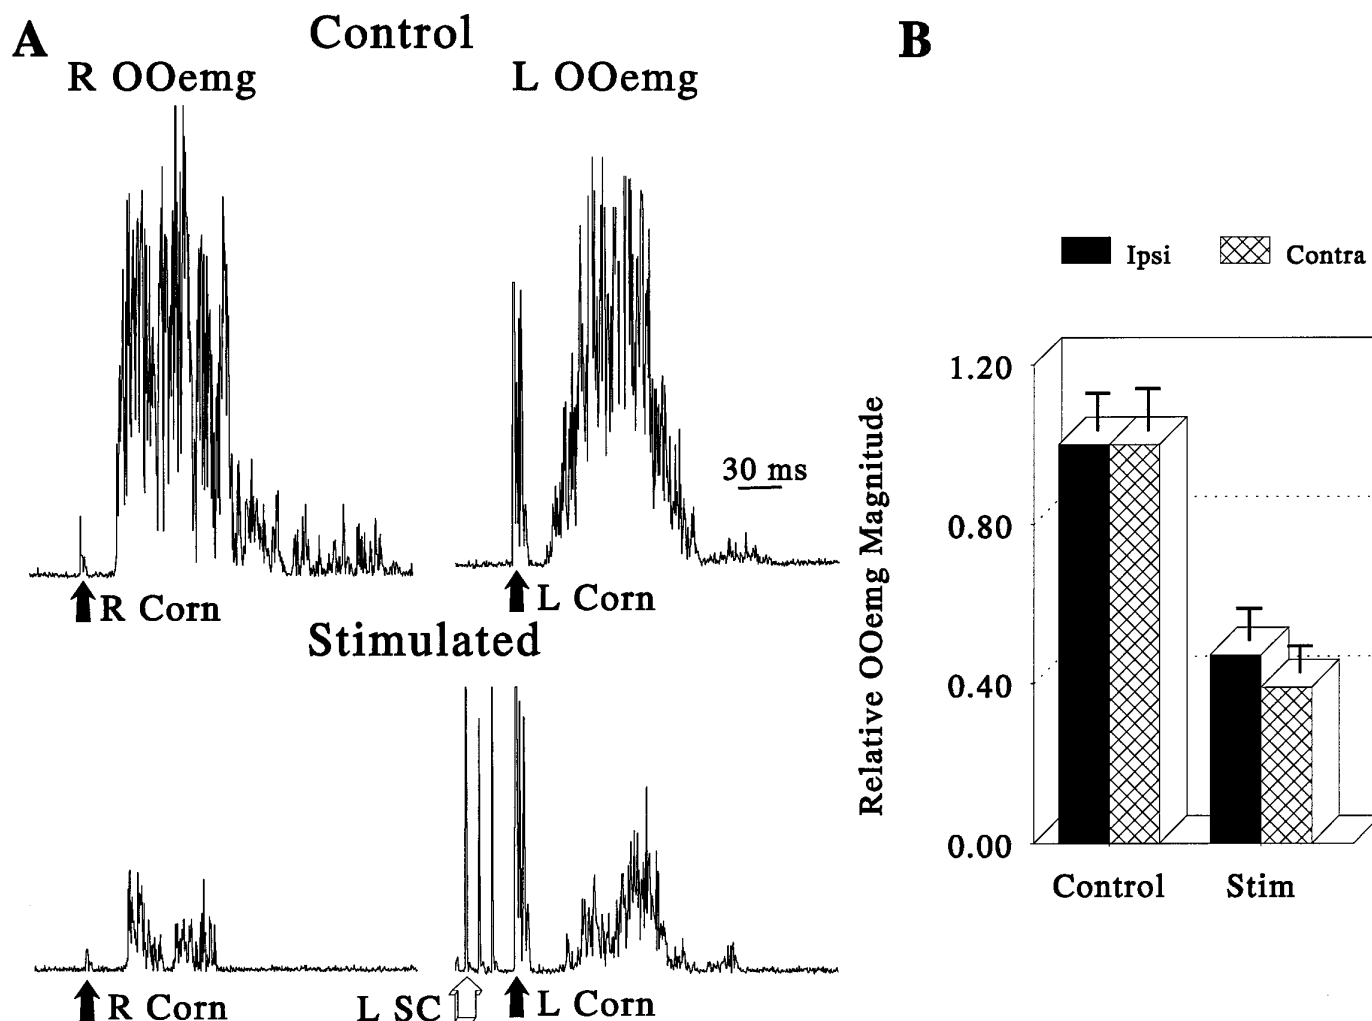 A
Control
R OOemg
L OOemg
30 ms
R Corn
L Corn
Stimulated
R Corn
L SC
L Corn
B
Ipsi
Contra
Relative OOemg Magnitude
1.20
0.80
0.40
0.00
Control
Stim